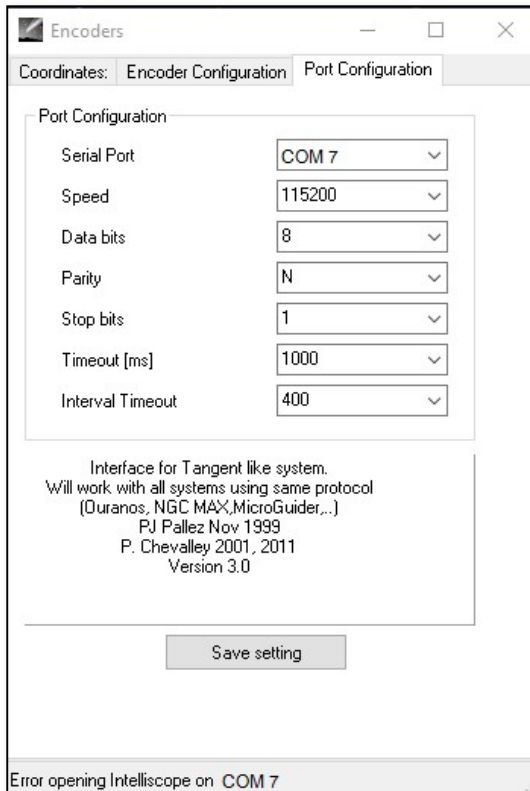 Encoders
Coordinates: Encoder Configuration Port Configuration
Port Configuration
Serial Port COM 7
Speed 115200
Data bits 8
Parity N
Stop bits 1
Timeout [ms] 1000
Interval Timeout 400
Interface for Tangent like system.
Will work with all systems using same protocol
(Ouranos, NGC MAX,MicroGuider,..)
PJ Pallez Nov 1999
P. Chevalley 2001, 2011
Version 3.0
Save setting
Error opening Intelliscope on COM 7